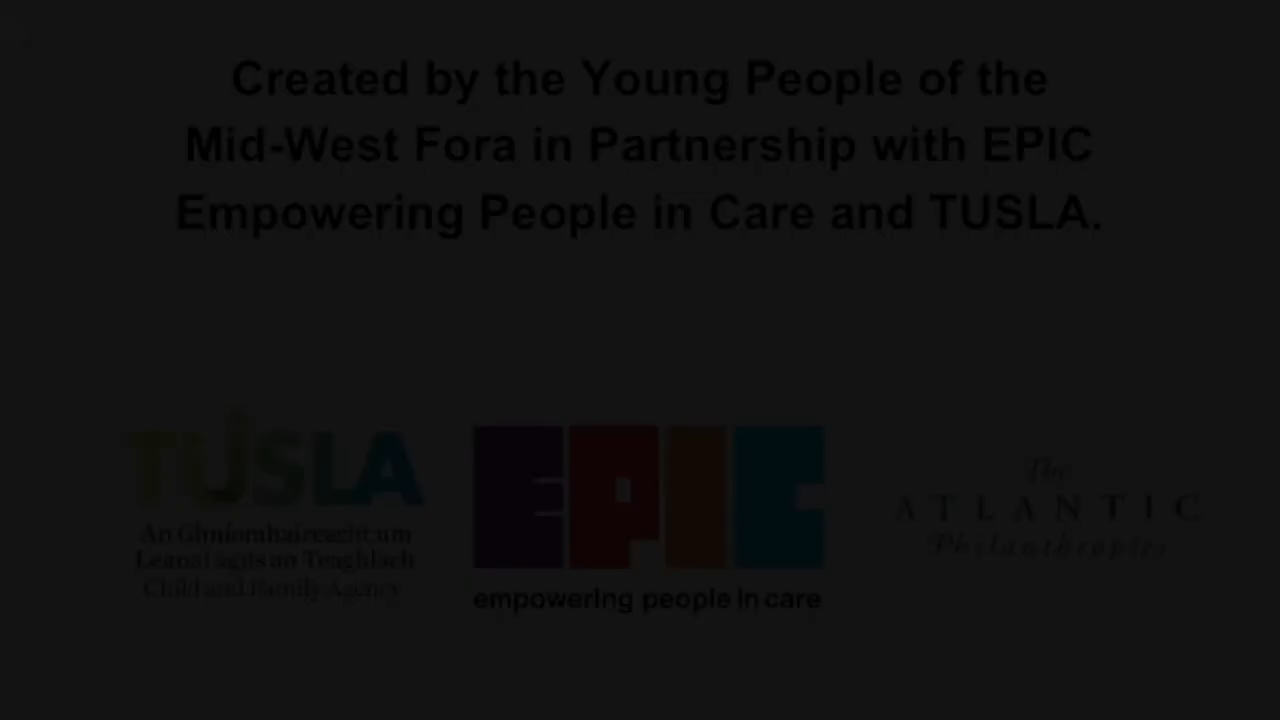 Created by the Young People of the
Mid-West Fora in Partnership with EPIC
Empowering People in Care and TUSLA.
TUSLA
An Ghníomhaireacht um
Leanaí agus an Teaghlach
Child and Family Agency
EPIC
empowering people in care
The
ATLANTIC
Philanthropies